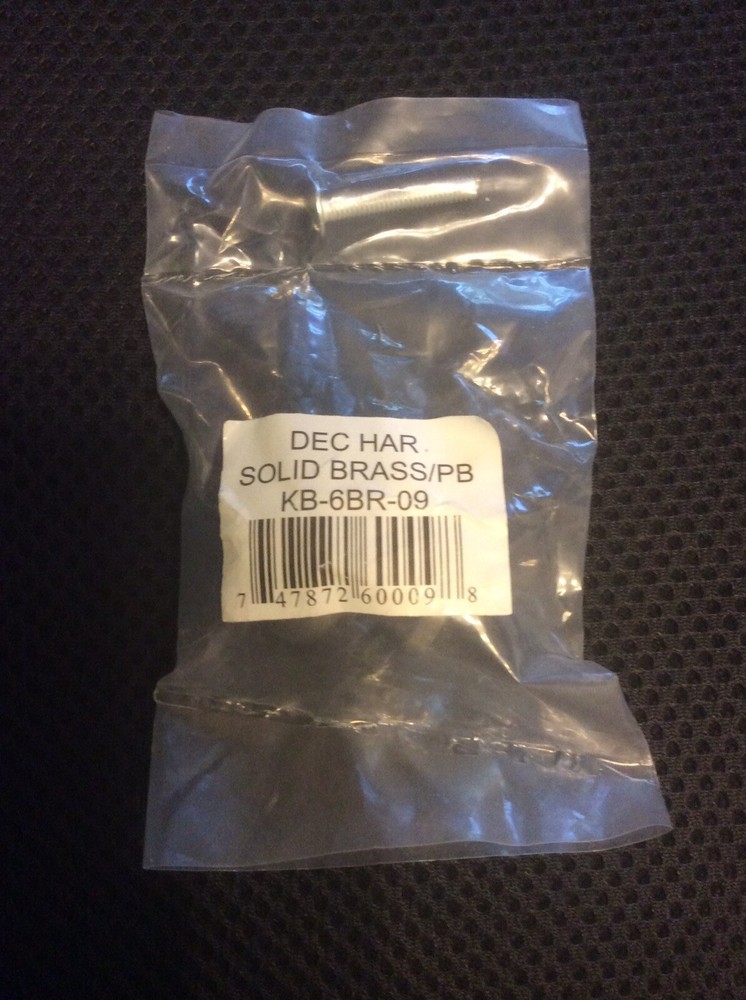 DEC HAR
SOLID BRASS/PB
KB-6BR-09
7 47872 60009 8